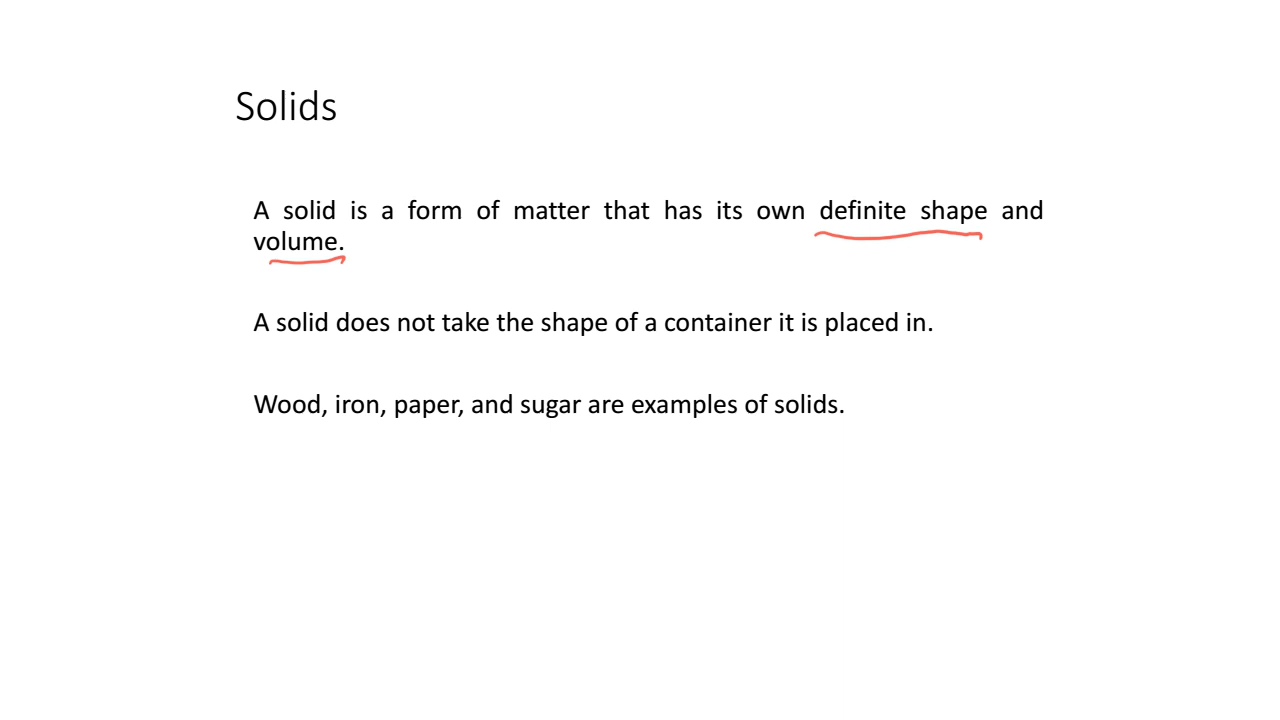 Solids
A solid is a form of matter that has its own definite shape and
volume.
A solid does not take the shape of a container it is placed in.
Wood, iron, paper, and sugar are examples of solids.